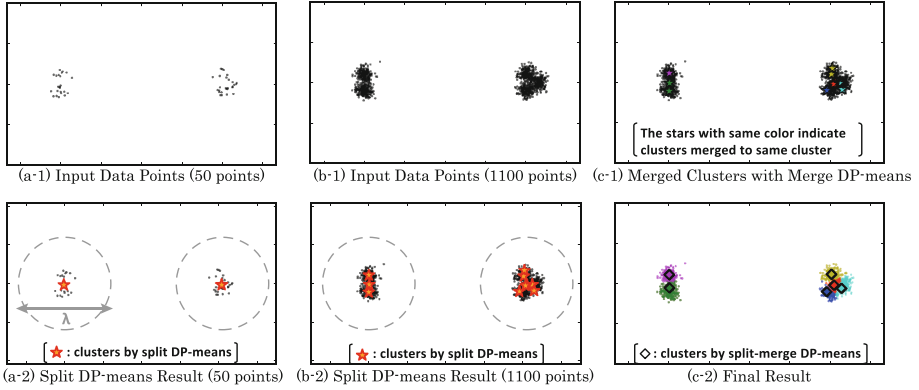 The stars with same color indicate
clusters merged to same cluster
(a-1) Input Data Points (50 points)
(b-1) Input Data Points (1100 points)
(c-1) Merged Clusters with Merge DP-means
λ
: clusters by split DP-means
: clusters by split DP-means
: clusters by split-merge DP-means
(a-2) Split DP-means Result (50 points)
(b-2) Split DP-means Result (1100 points)
(c-2) Final Result